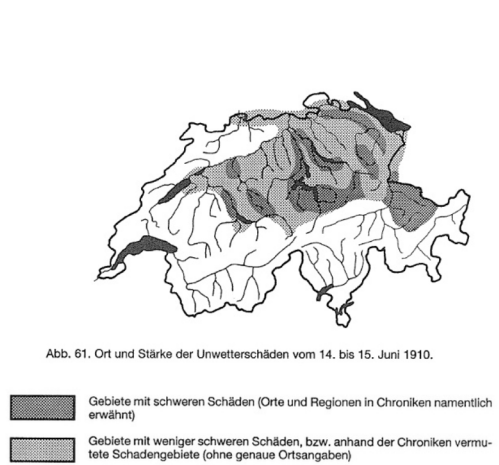 Abb. 61. Ort und Stärke der Unwetterschäden vom 14. bis 15. Juni 1910.
Gebiete mit schweren Schäden (Orte und Regionen in Chroniken namentlich
erwähnt)
Gebiete mit weniger schweren Schäden, bzw. anhand der Chroniken vermu-
tete Schadengebiete (ohne genaue Ortsangaben)